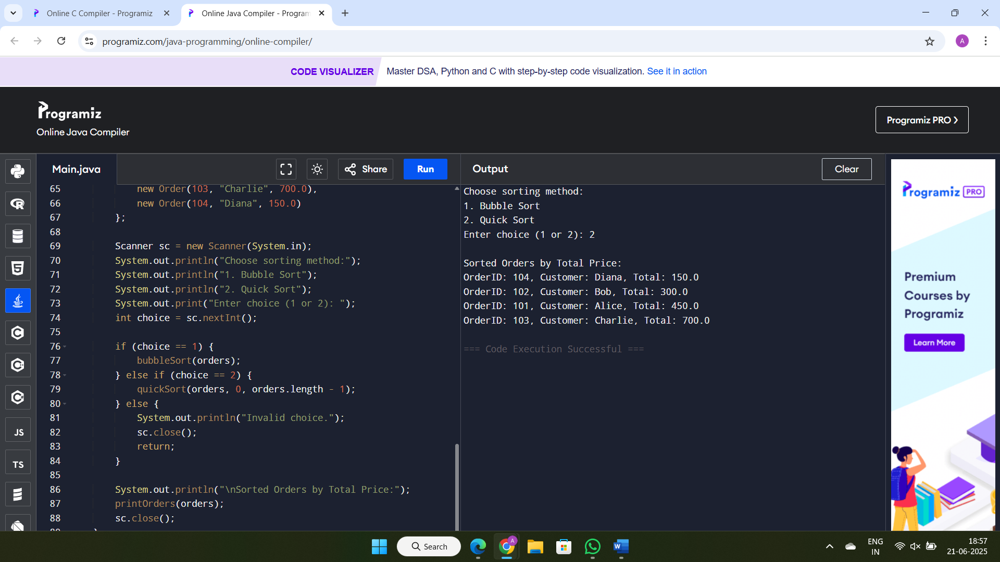 Online C Compiler - Programiz
Online Java Compiler - Program
programiz.com/java-programming/online-compiler/
A
CODE VISUALIZER
Master DSA, Python and C with step-by-step code visualization. See it in action
Programiz
Online Java Compiler
Programiz PRO
Main.java
Share
Run
Output
Clear
65 new Order(103, "Charlie", 700.0),
66 new Order(104, "Diana", 150.0)
67 };
68
69 Scanner sc = new Scanner(System.in);
70 System.out.println("Choose sorting method:");
71 System.out.println("1. Bubble Sort");
72 System.out.println("2. Quick Sort");
73 System.out.print("Enter choice (1 or 2): ");
74 int choice = sc.nextInt();
75
76 if (choice == 1) {
77 bubbleSort(orders);
78 } else if (choice == 2) {
79 quickSort(orders, 0, orders.length - 1);
80 } else {
81 System.out.println("Invalid choice.");
82 sc.close();
83 return;
84 }
85
86 System.out.println("\nSorted Orders by Total Price:");
87 printOrders(orders);
88 sc.close();
Choose sorting method:
1. Bubble Sort
2. Quick Sort
Enter choice (1 or 2): 2
Sorted Orders by Total Price:
OrderID: 104, Customer: Diana, Total: 150.0
OrderID: 102, Customer: Bob, Total: 300.0
OrderID: 101, Customer: Alice, Total: 450.0
OrderID: 103, Customer: Charlie, Total: 700.0
=== Code Execution Successful ===
Programiz PRO
Premium
Courses by
Programiz
Learn More
R
5
C
C
C
JS
TS
Search
A
W
ENG
IN
18:57
21-06-2025